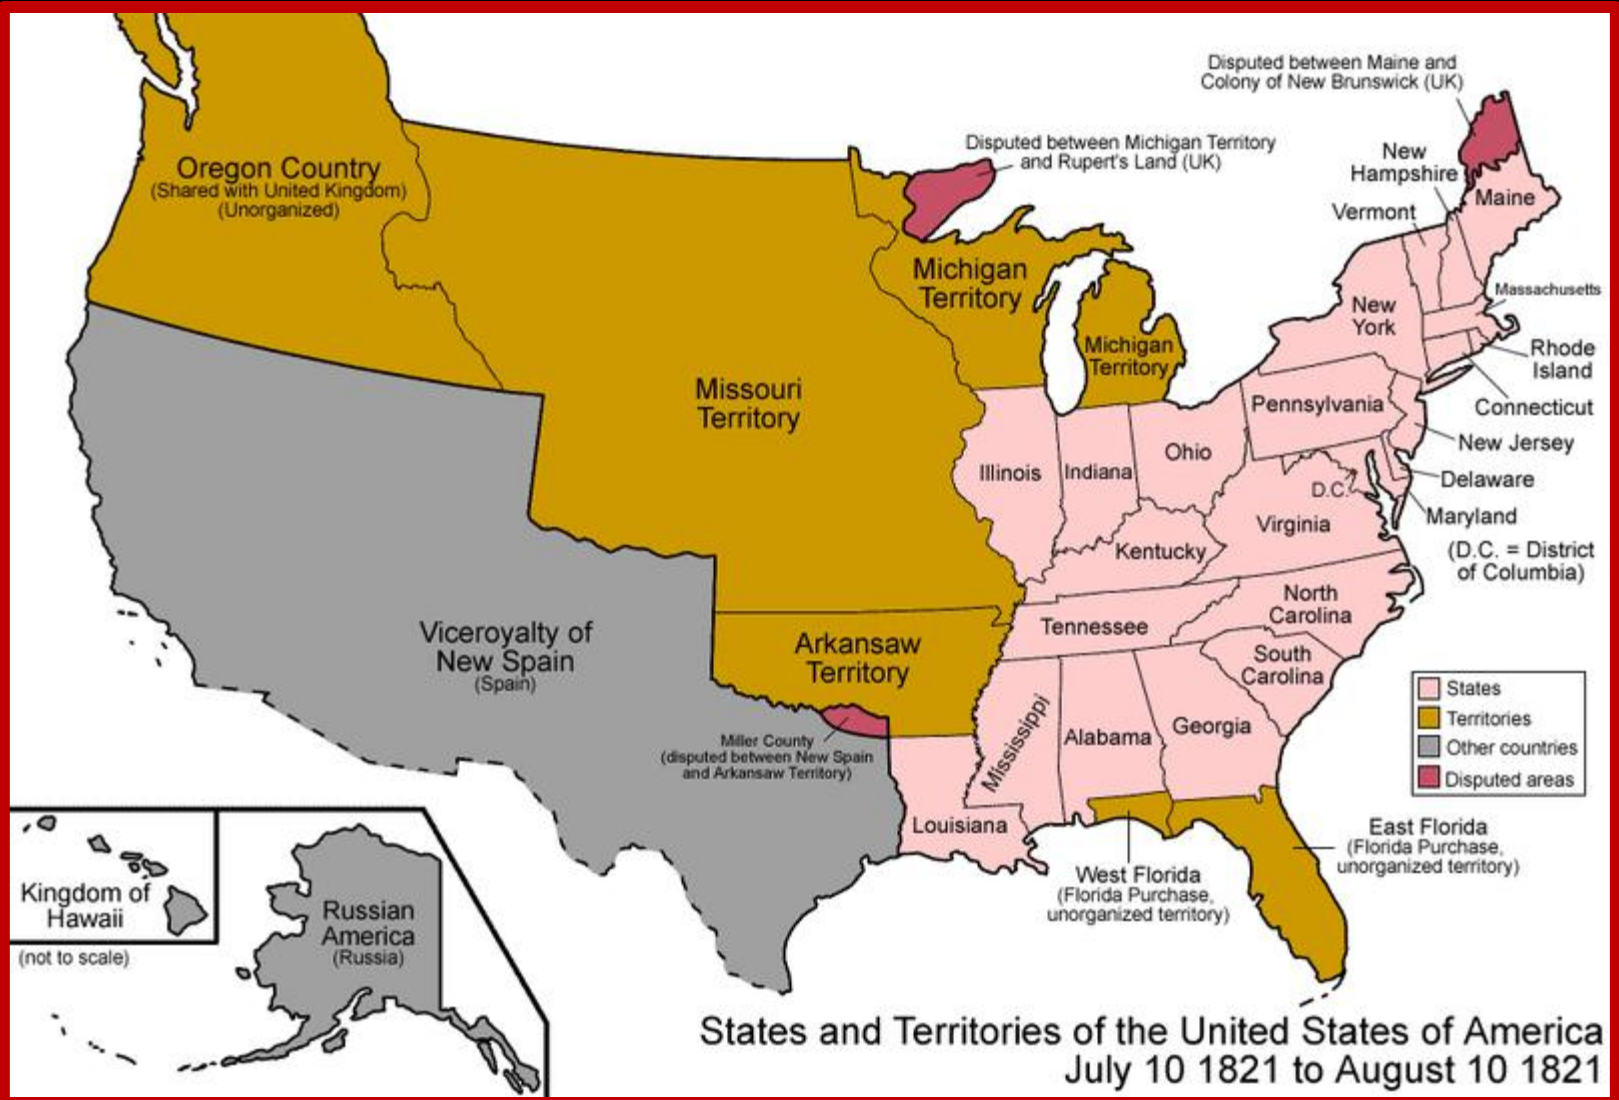 Disputed between Maine and
Colony of New Brunswick (UK)
Disputed between Michigan Territory
and Rupert's Land (UK)
Oregon Country
(Shared with United Kingdom)
(Unorganized)
New
Hampshire
Maine
Vermont
Michigan
Territory
Massachusetts
New
York
Michigan
Territory
Rhode
Island
Missouri
Territory
Pennsylvania
Connecticut
New Jersey
Ohio
Illinois
Indiana
Delaware
D.C.
Maryland
Virginia
Kentucky
(D.C. = District
of Columbia)
North
Carolina
Tennessee
Viceroyalty of
New Spain
(Spain)
Arkansaw
Territory
South
Carolina
States
Territories
Other countries
Disputed areas
Mississippi
Alabama
Georgia
Miller County
(disputed between New Spain
and Arkansaw Territory)
Louisiana
East Florida
(Florida Purchase,
unorganized territory)
West Florida
(Florida Purchase,
unorganized territory)
Kingdom of
Hawaii
(not to scale)
Russian
America
(Russia)
States and Territories of the United States of America
July 10 1821 to August 10 1821